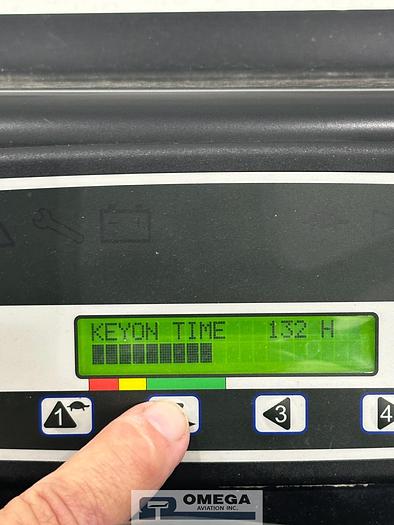 KEYON TIME 132 H
1
3
4
OMEGA
AVIATION INC.